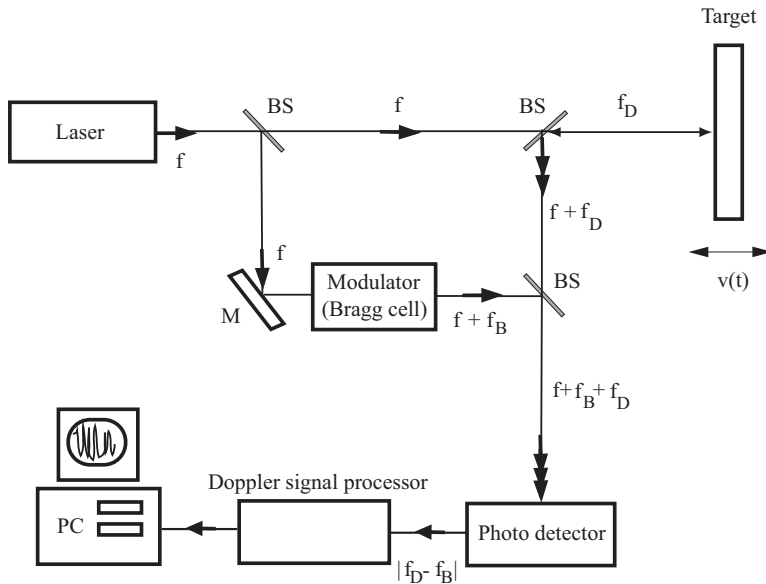 Target
BS
f
BS
f_D
Laser
f
f + f_D
f
Modulator
(Bragg cell)
BS
v(t)
M
f + f_B
f+ f_B + f_D
Doppler signal processor
PC
Photo detector
|f_D- f_B|